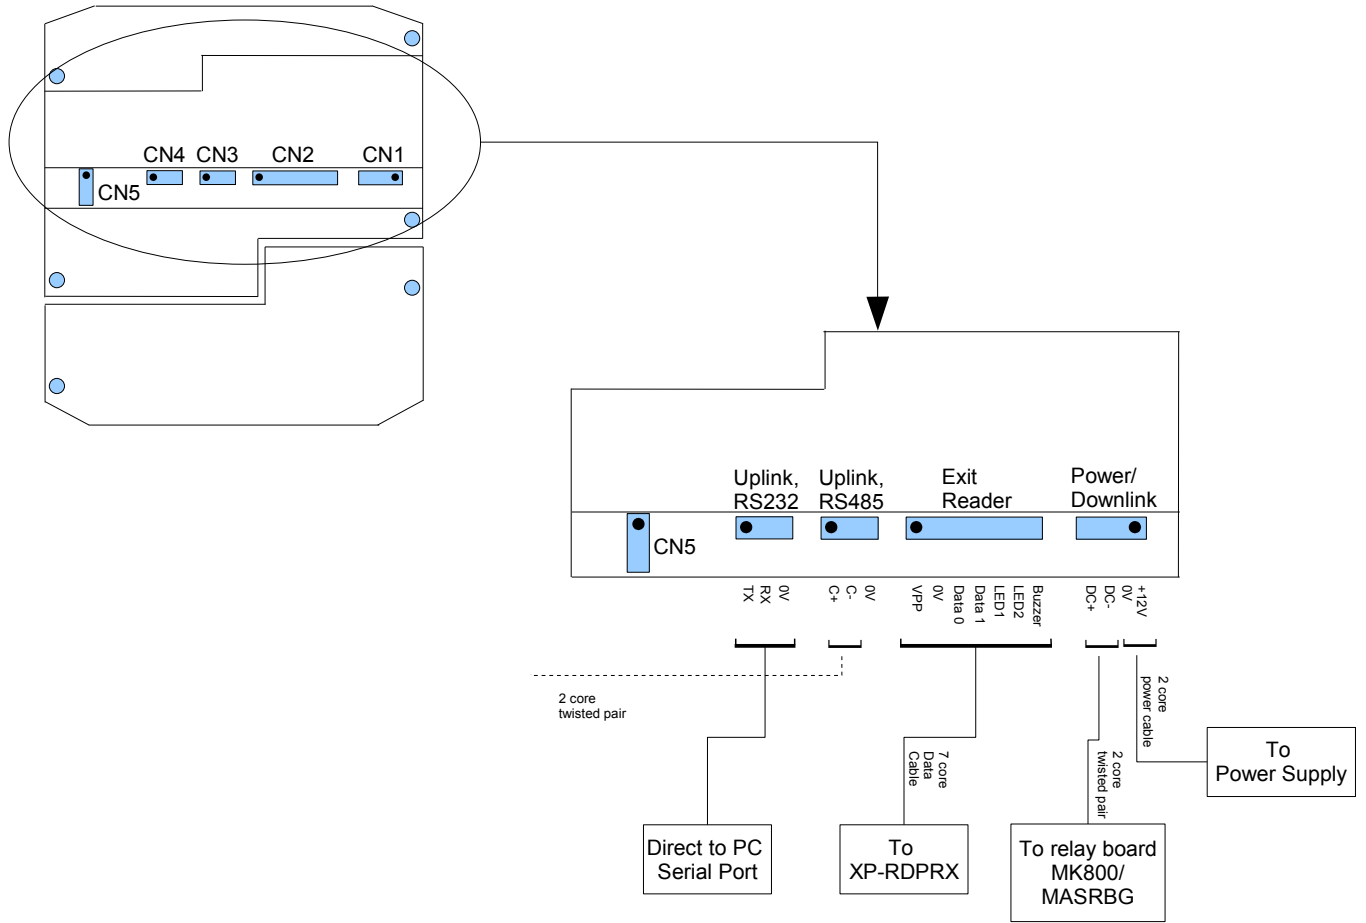 CN4 CN3 CN2 CN1
CN5
Uplink,
RS232
Uplink,
RS485
Exit
Reader
Power/
Downlink
CN5
TX
RX
0V
C+
C-
0V
VPP
0V
Data 0
Data 1
LED1
LED2
Buzzer
DC+
DC-
0V
+12V
2 core
twisted pair
7 core
Data
Cable
2 core
twisted pair
2 core
power cable
To
Power Supply
Direct to PC
Serial Port
To
XP-RDPRX
To relay board
MK800/
MASRBG